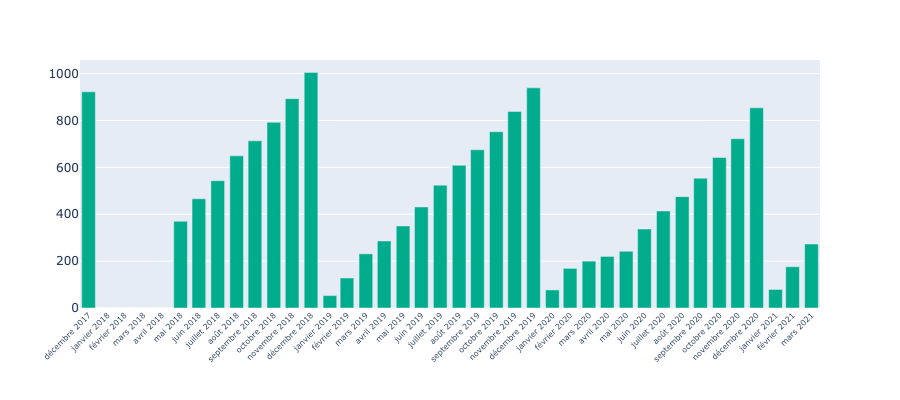 1000
800
600
400
200
0
décembre 2017
janvier 2018
février 2018
mars 2018
avril 2018
mai 2018
juin 2018
juillet 2018
août 2018
septembre 2018
octobre 2018
novembre 2018
décembre 2018
janvier 2019
février 2019
mars 2019
avril 2019
mai 2019
juin 2019
juillet 2019
août 2019
septembre 2019
octobre 2019
novembre 2019
décembre 2019
janvier 2020
février 2020
mars 2020
avril 2020
mai 2020
juin 2020
juillet 2020
août 2020
septembre 2020
octobre 2020
novembre 2020
décembre 2020
janvier 2021
février 2021
mars 2021